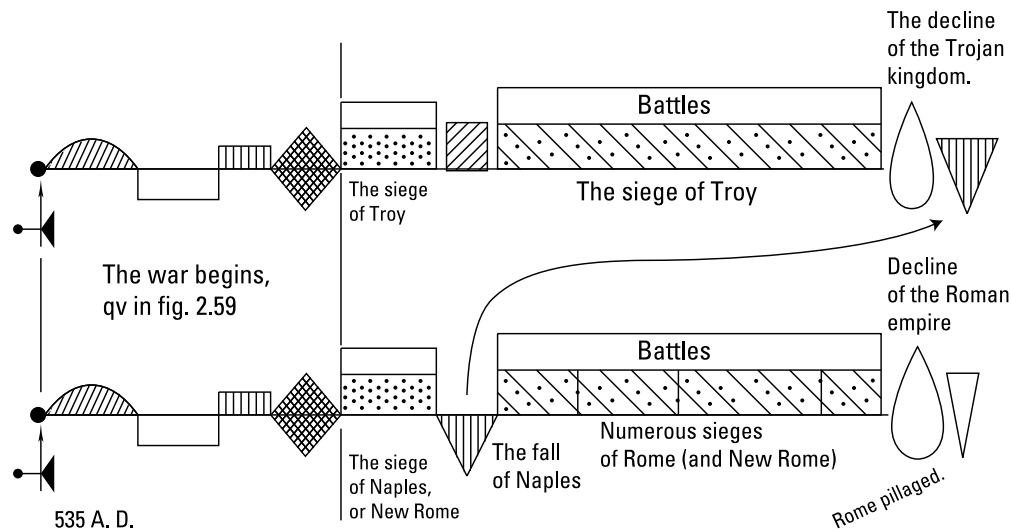 The decline
of the Trojan
kingdom.
Battles
The siege
of Troy
The siege of Troy
The war begins,
qv in fig. 2.59
Decline
of the Roman
empire
Battles
The siege
of Naples,
or New Rome
The fall
of Naples
Numerous sieges
of Rome (and New Rome)
Rome pillaged.
535 A. D.